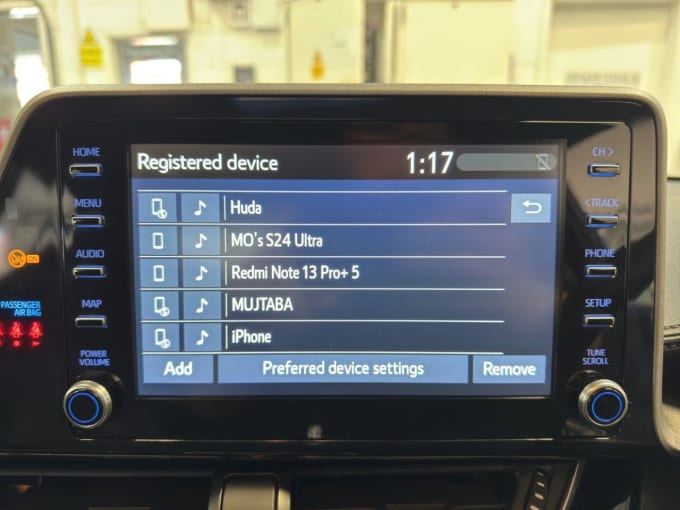 HOME
MENU
AUDIO
MAP
POWER
VOLUME
PASSENGER
AIR BAG
Registered device
1:17
Huda
MO's S24 Ultra
Redmi Note 13 Pro+ 5
MUJTABA
iPhone
Add
Preferred device settings
Remove
CH >
< TRACK
PHONE
SETUP
TUNE
SCROLL